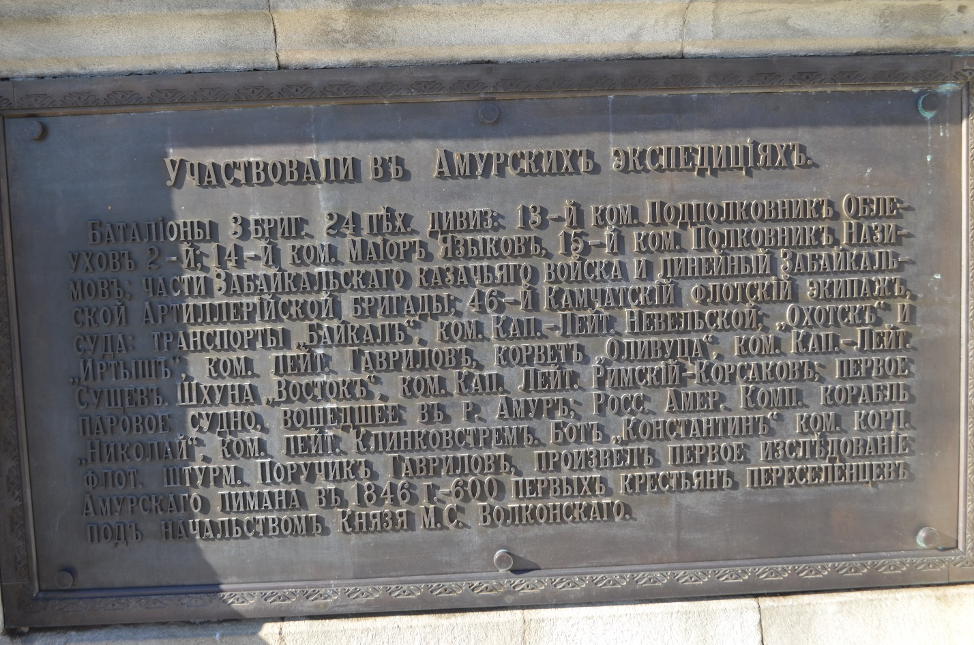 Участвовали въ Амурскихъ экспедиціяхъ.
Баталіоны 3 бриг. 24 пѣх. дивиз: 13-й ком. Подполковникъ Обле-
уховъ 2-й; 14-й ком. Маіоръ Языковъ, 15-й ком. Полковникъ Нази-
мовъ; части Забайкальскаго казачьяго войска и линейный Забайкаль-
ской Артиллерійской бригады; 46-й Камчатскій флотскій экипажъ,
суда: транспорты „Байкалъ“, ком. Кап.-Лейт. Невельской, „Охотскъ“ и
„Иртышъ“, ком. Лейт. Гавриловъ, корветъ „Оливуца“, ком. Кап.-Лейт.
Сущевъ. Шхуна „Востокъ“, ком. Кап. Лейт. Римскій-Корсаковъ; первое
паровое судно, вошедшее въ р. Амуръ; Росс. Амер. Комп. корабль
„Николай“, ком. лейт. Клинковстремъ. Ботъ „Константинъ“ ком. корп.
флот. штурм. Поручикъ Гавриловъ, произвелъ первое изслѣдованіе
Амурскаго лимана въ 1846 г.-600 первыхъ крестьянъ переселенцевъ
подъ начальствомъ Князя М.С. Волконскаго.